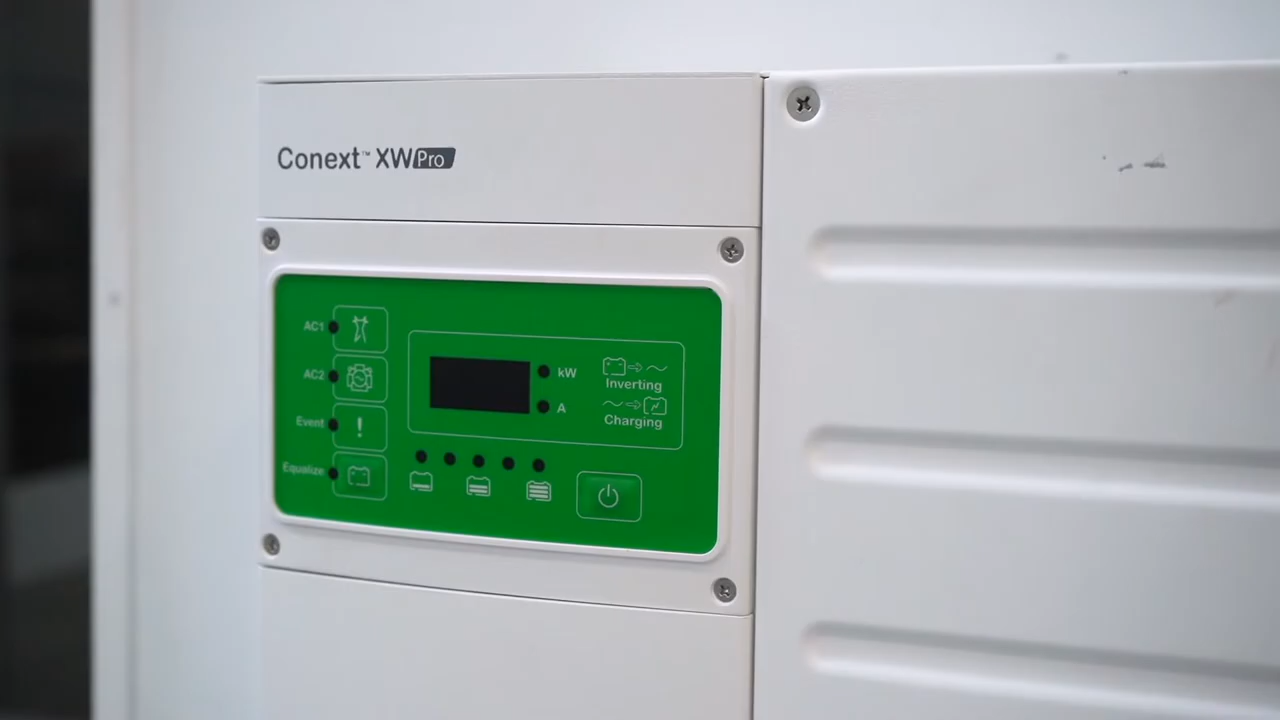 Conext™ XW Pro
AC1
AC2
Event
Equalize
kW
A
Inverting
Charging